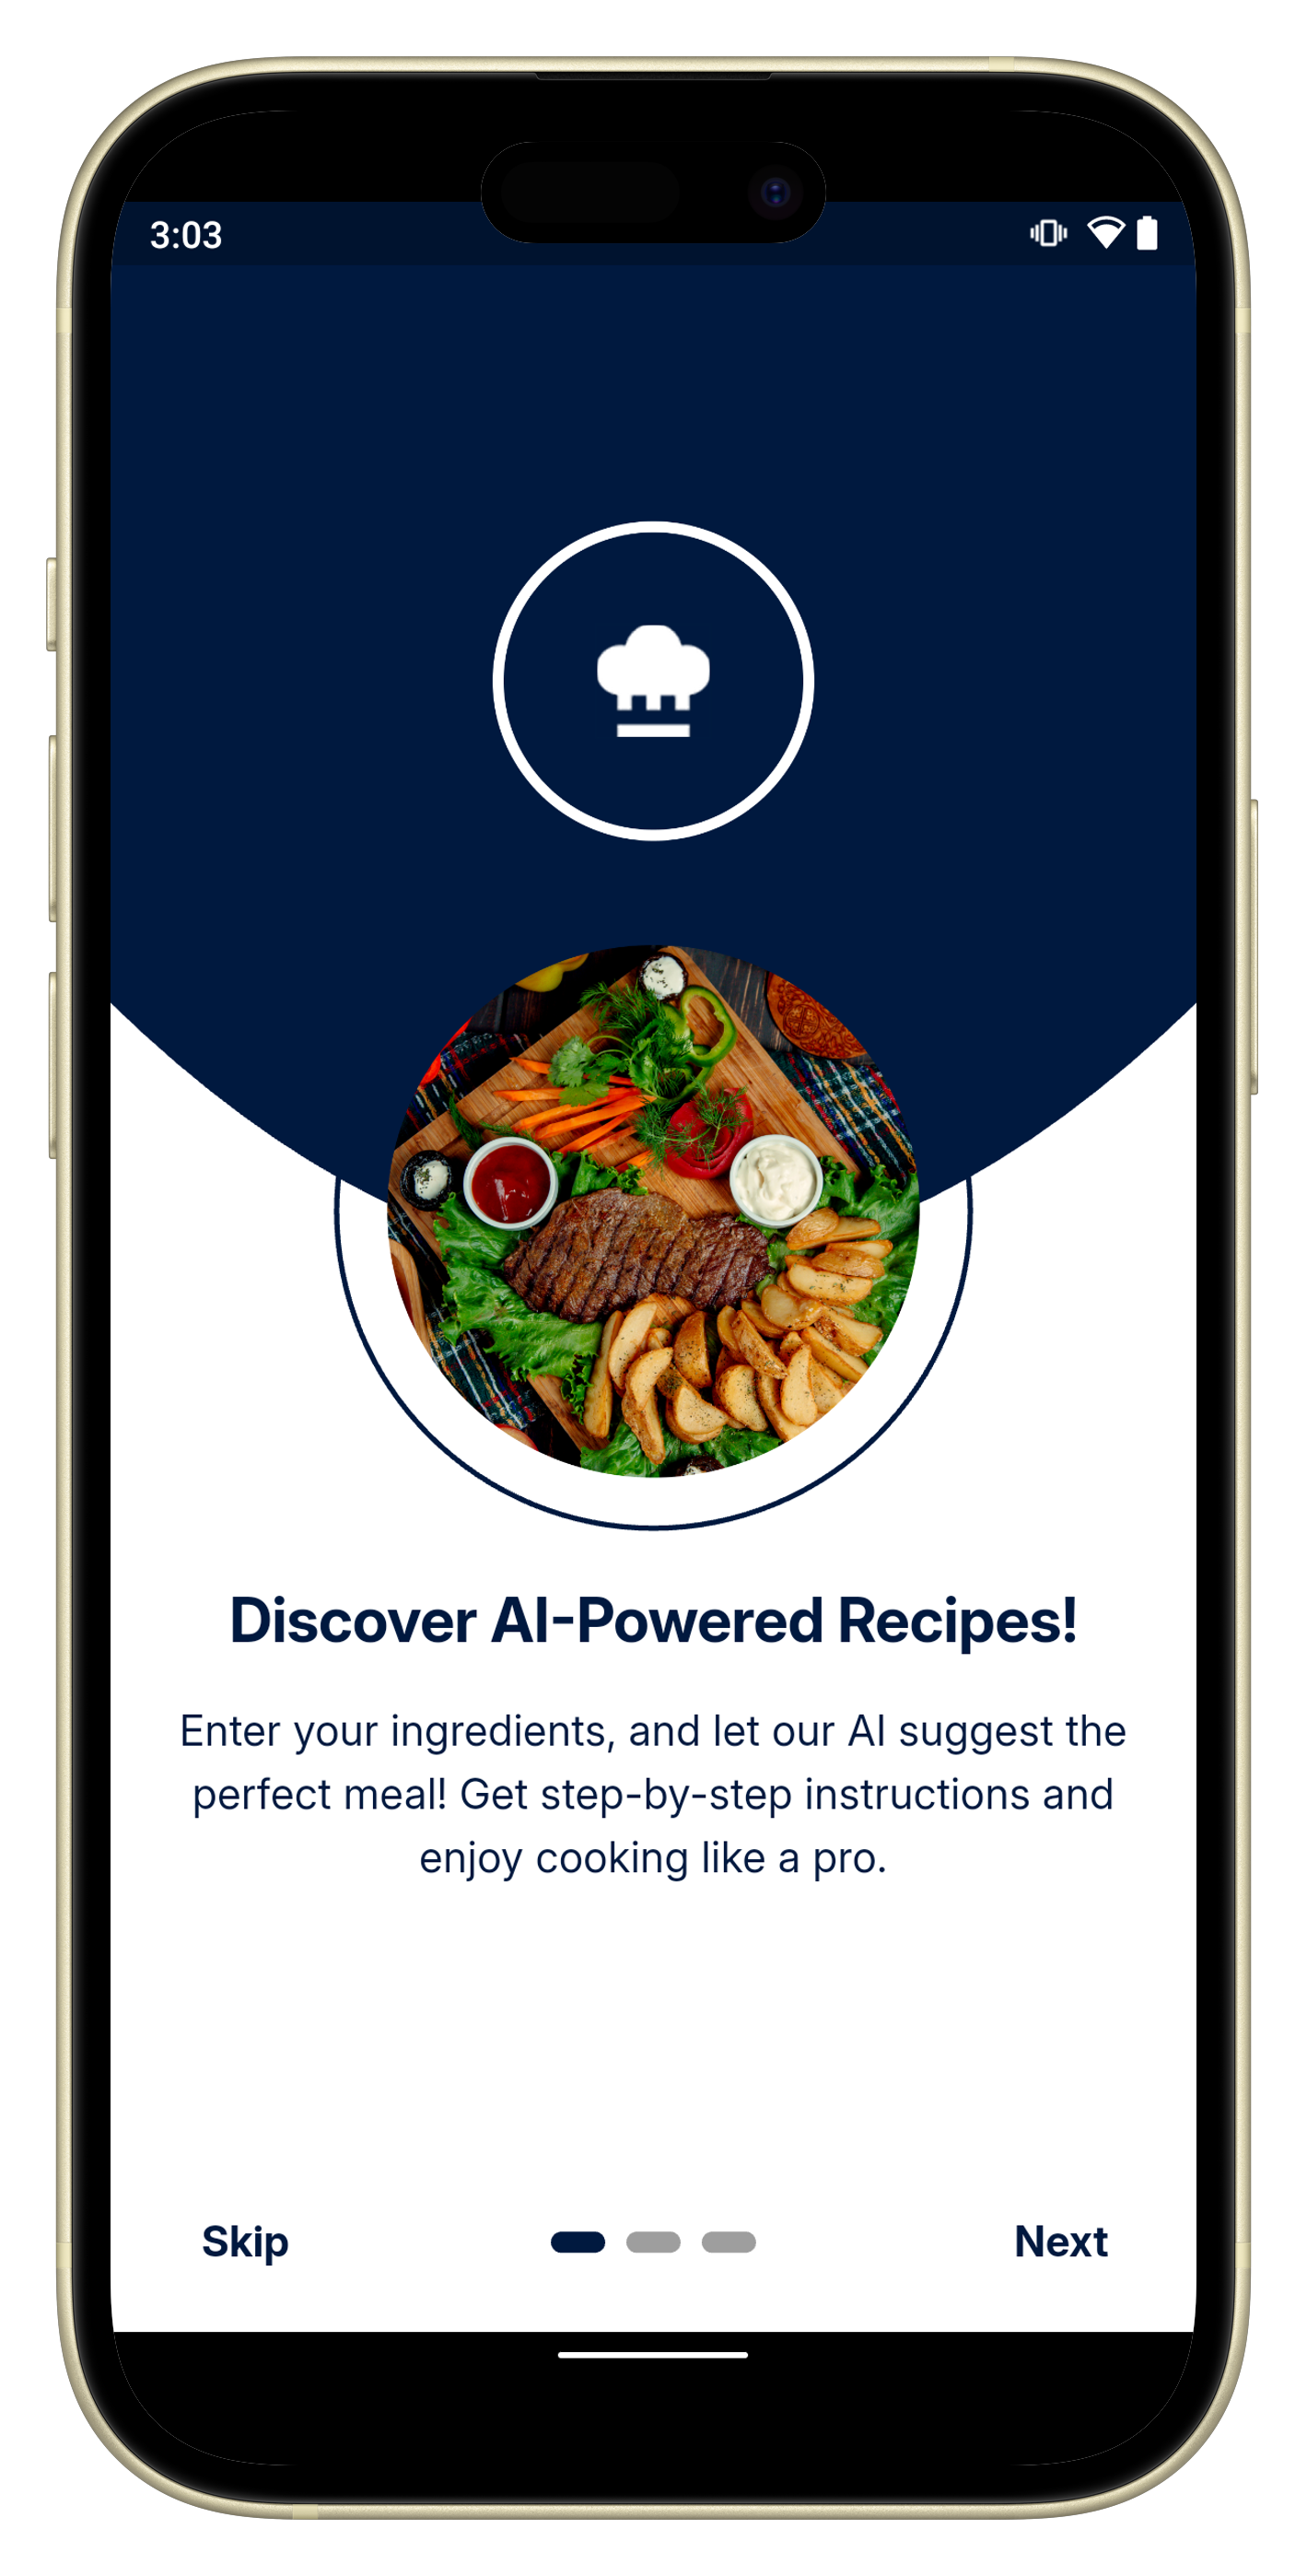 3:03
Discover AI-Powered Recipes!
Enter your ingredients, and let our AI suggest the
perfect meal! Get step-by-step instructions and
enjoy cooking like a pro.
Skip
Next